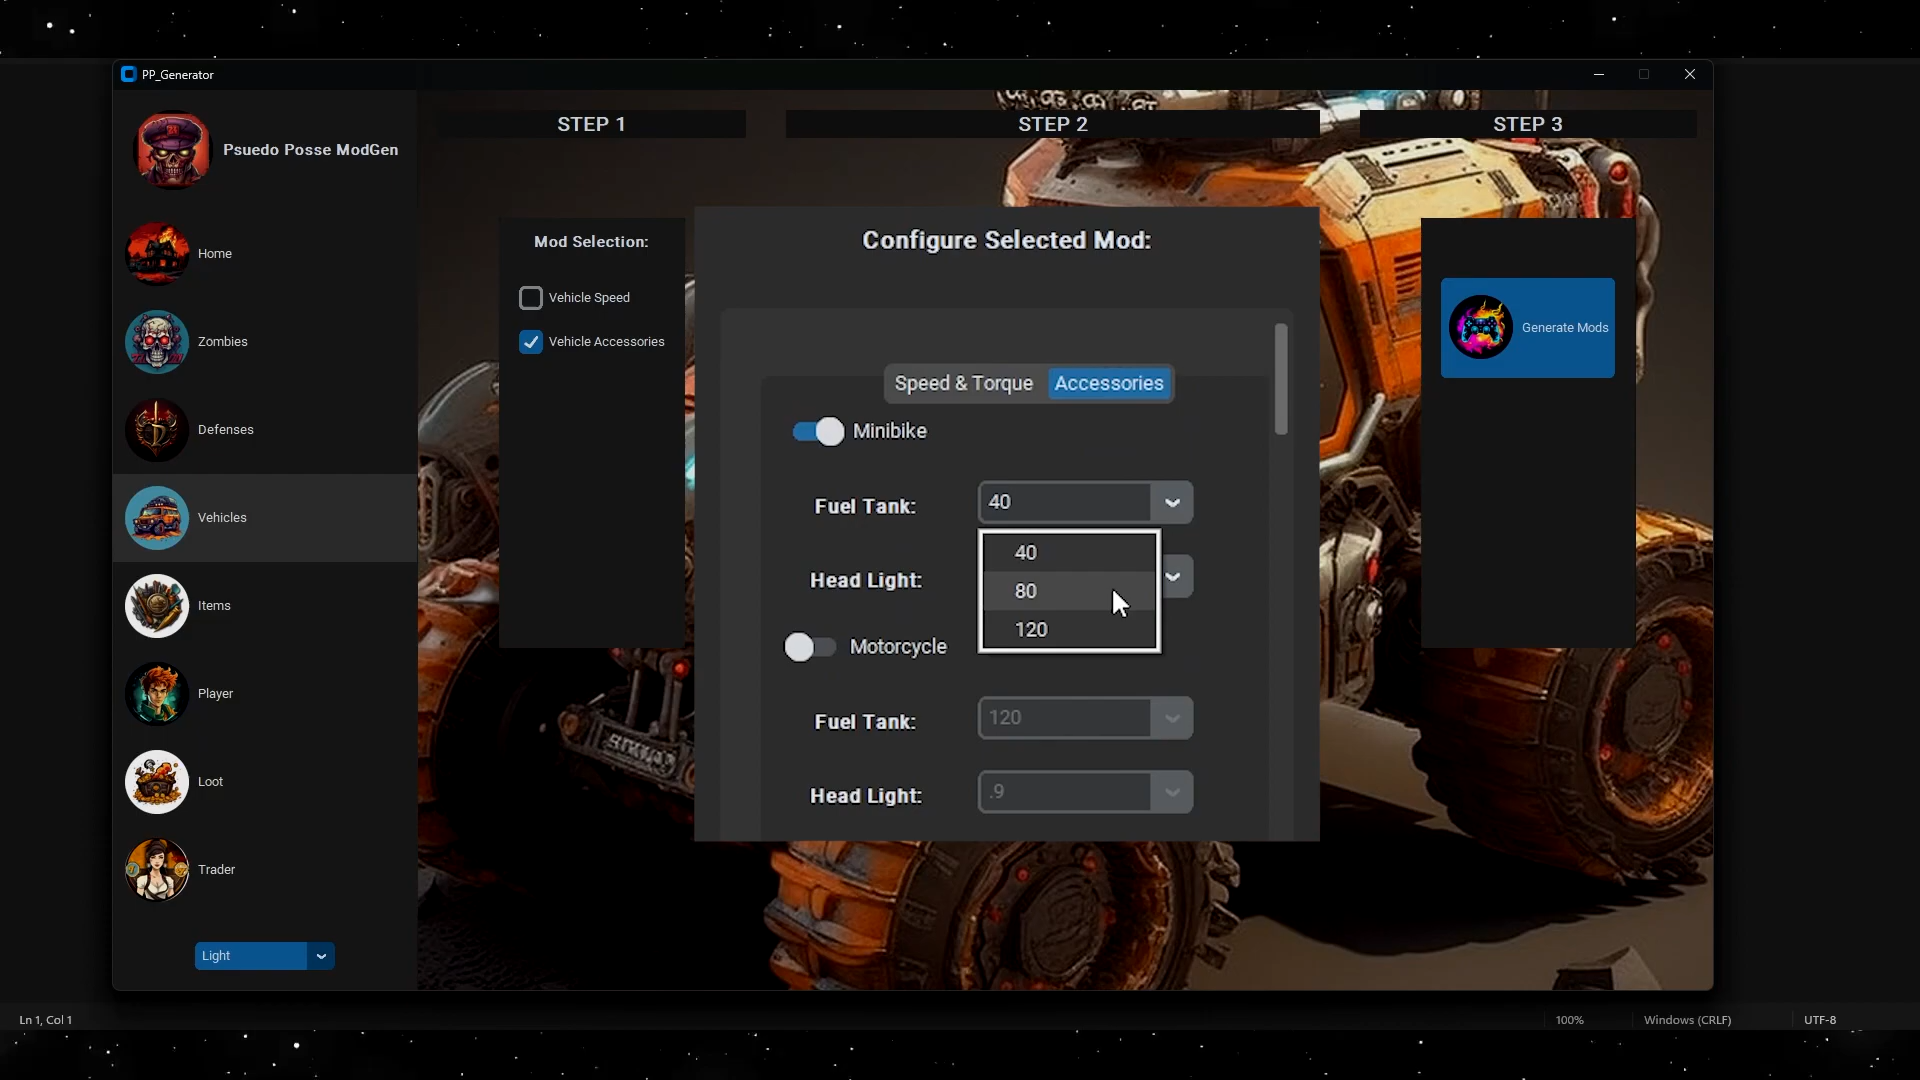 PP_Generator
Psuedo Posse ModGen
Home
Zombies
Defenses
Vehicles
Items
Player
Loot
Trader
Light
STEP 1
Mod Selection:
Vehicle Speed
Vehicle Accessories
STEP 2
Configure Selected Mod:
Speed & Torque Accessories
Minibike
Fuel Tank: 40
40
80
120
Head Light:
Motorcycle
Fuel Tank: 120
Head Light: .9
STEP 3
Generate Mods
Ln 1, Col 1
100%
Windows (CRLF)
UTF-8